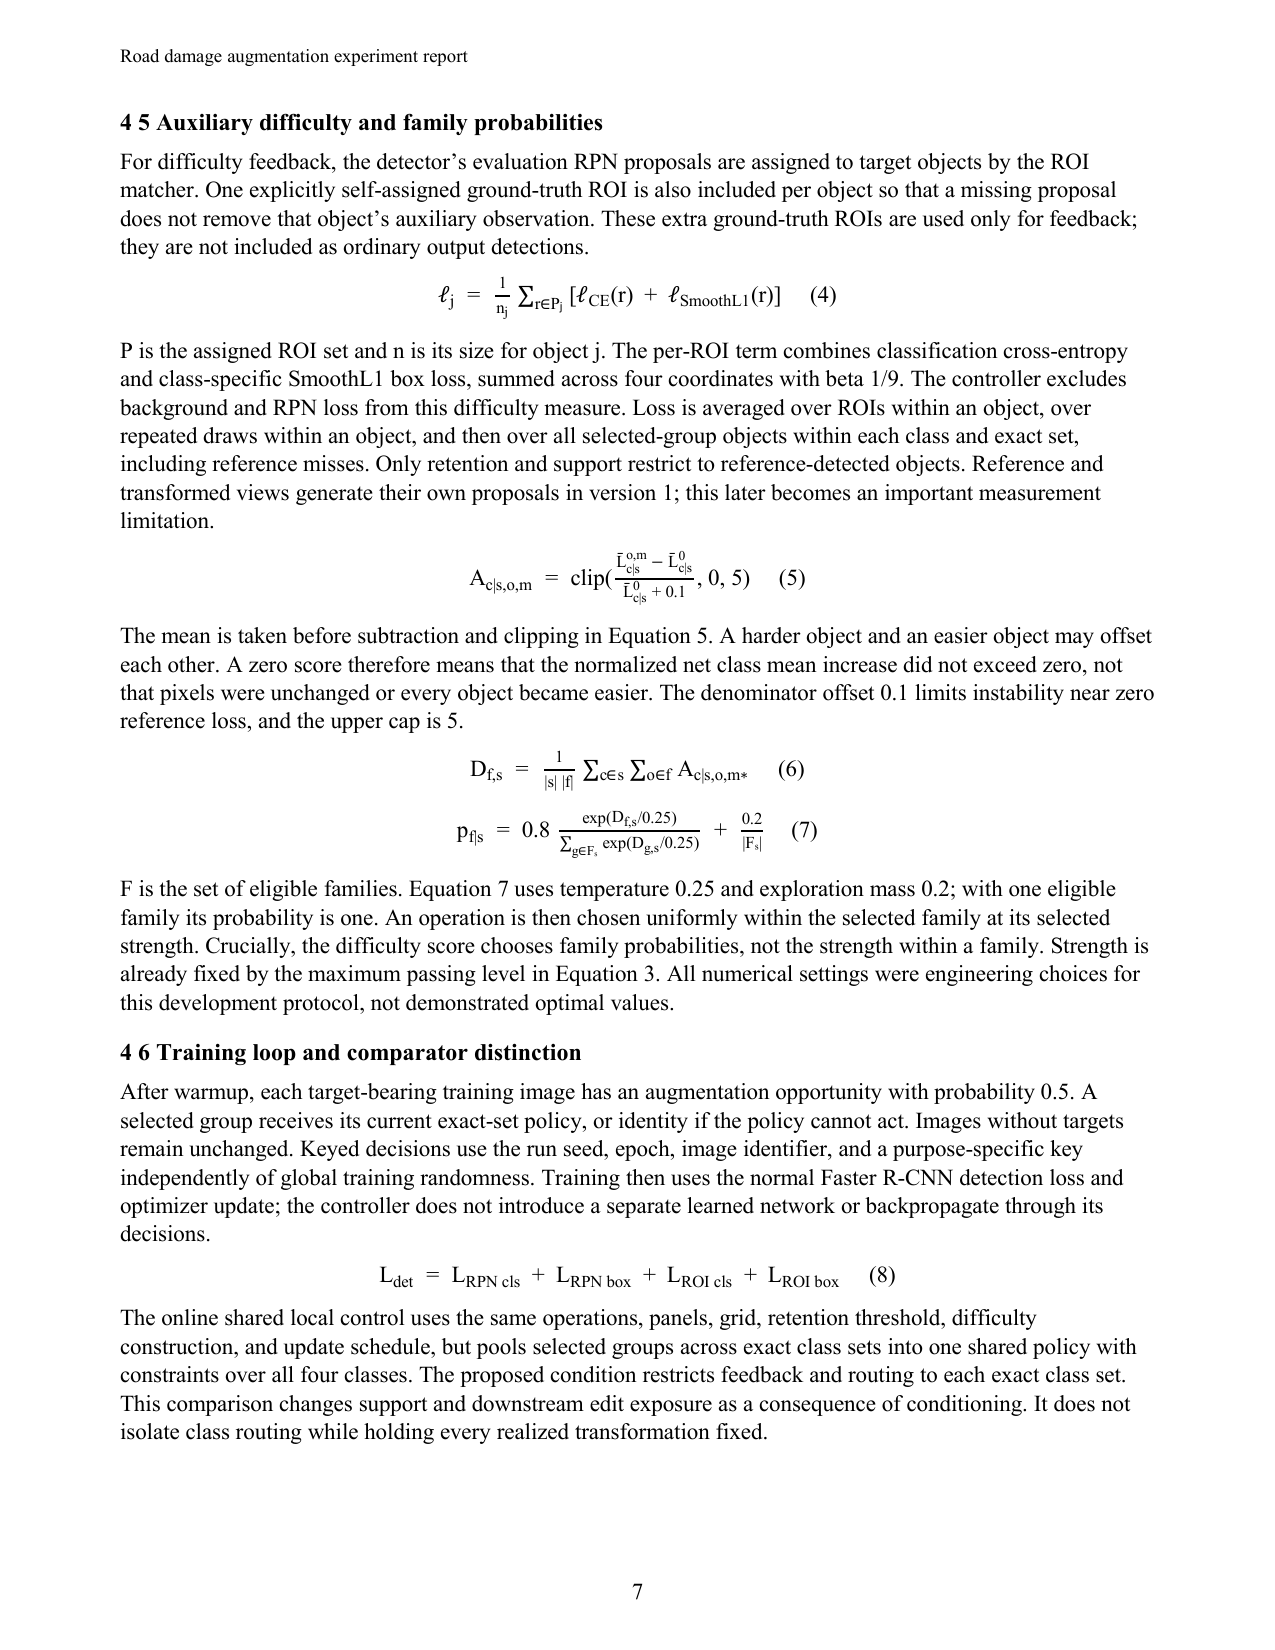 Road damage augmentation experiment report
4 5 Auxiliary difficulty and family probabilities
For difficulty feedback, the detector’s evaluation RPN proposals are assigned to target objects by the ROI
matcher. One explicitly self-assigned ground-truth ROI is also included per object so that a missing proposal
does not remove that object’s auxiliary observation. These extra ground-truth ROIs are used only for feedback;
they are not included as ordinary output detections.
ℓ_j = 1/n_j ∑_{r∈P_j} [ℓ_CE(r) + ℓ_SmoothL1(r)] (4)
P is the assigned ROI set and n is its size for object j. The per-ROI term combines classification cross-entropy
and class-specific SmoothL1 box loss, summed across four coordinates with beta 1/9. The controller excludes
background and RPN loss from this difficulty measure. Loss is averaged over ROIs within an object, over
repeated draws within an object, and then over all selected-group objects within each class and exact set,
including reference misses. Only retention and support restrict to reference-detected objects. Reference and
transformed views generate their own proposals in version 1; this later becomes an important measurement
limitation.
A_{c|s,o,m} = clip((L̄_{c|s}^{o,m} − L̄_{c|s}^0)/(L̄_{c|s}^0 + 0.1), 0, 5) (5)
The mean is taken before subtraction and clipping in Equation 5. A harder object and an easier object may offset
each other. A zero score therefore means that the normalized net class mean increase did not exceed zero, not
that pixels were unchanged or every object became easier. The denominator offset 0.1 limits instability near zero
reference loss, and the upper cap is 5.
D_{f,s} = 1/(|s| |f|) ∑_{c∈s} ∑_{o∈f} A_{c|s,o,m*} (6)
p_{f|s} = 0.8 exp(D_{f,s}/0.25)/(∑_{g∈F_s} exp(D_{g,s}/0.25)) + 0.2/|F_s| (7)
F is the set of eligible families. Equation 7 uses temperature 0.25 and exploration mass 0.2; with one eligible
family its probability is one. An operation is then chosen uniformly within the selected family at its selected
strength. Crucially, the difficulty score chooses family probabilities, not the strength within a family. Strength is
already fixed by the maximum passing level in Equation 3. All numerical settings were engineering choices for
this development protocol, not demonstrated optimal values.
4 6 Training loop and comparator distinction
After warmup, each target-bearing training image has an augmentation opportunity with probability 0.5. A
selected group receives its current exact-set policy, or identity if the policy cannot act. Images without targets
remain unchanged. Keyed decisions use the run seed, epoch, image identifier, and a purpose-specific key
independently of global training randomness. Training then uses the normal Faster R-CNN detection loss and
optimizer update; the controller does not introduce a separate learned network or backpropagate through its
decisions.
L_det = L_{RPN cls} + L_{RPN box} + L_{ROI cls} + L_{ROI box} (8)
The online shared local control uses the same operations, panels, grid, retention threshold, difficulty
construction, and update schedule, but pools selected groups across exact class sets into one shared policy with
constraints over all four classes. The proposed condition restricts feedback and routing to each exact class set.
This comparison changes support and downstream edit exposure as a consequence of conditioning. It does not
isolate class routing while holding every realized transformation fixed.
7